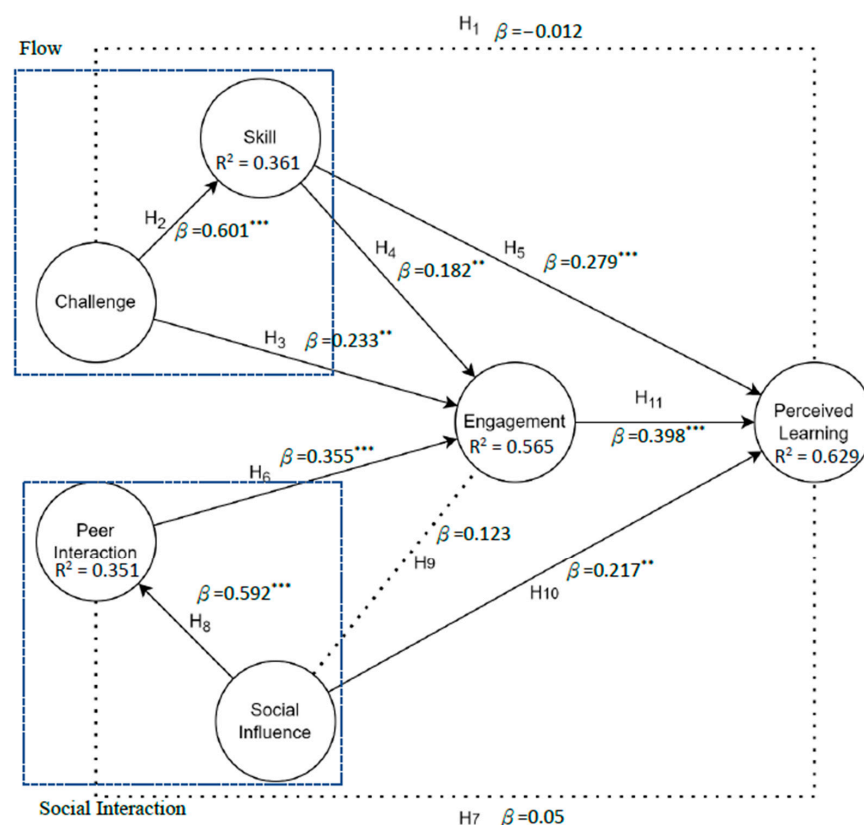 H₁ β=−0.012
Flow
Skill
R² = 0.361
H₂
β=0.601***
H₄
β=0.182**
H₅
β=0.279***
Challenge
H₃ β=0.233**
Engagement
R² = 0.565
H₁₁
β=0.398***
Perceived
Learning
R² = 0.629
β=0.355***
H₆
Peer
Interaction
R² = 0.351
β=0.123
H₉
β=0.592***
H₈
β=0.217**
H₁₀
Social
Influence
Social Interaction
H₇ β=0.05